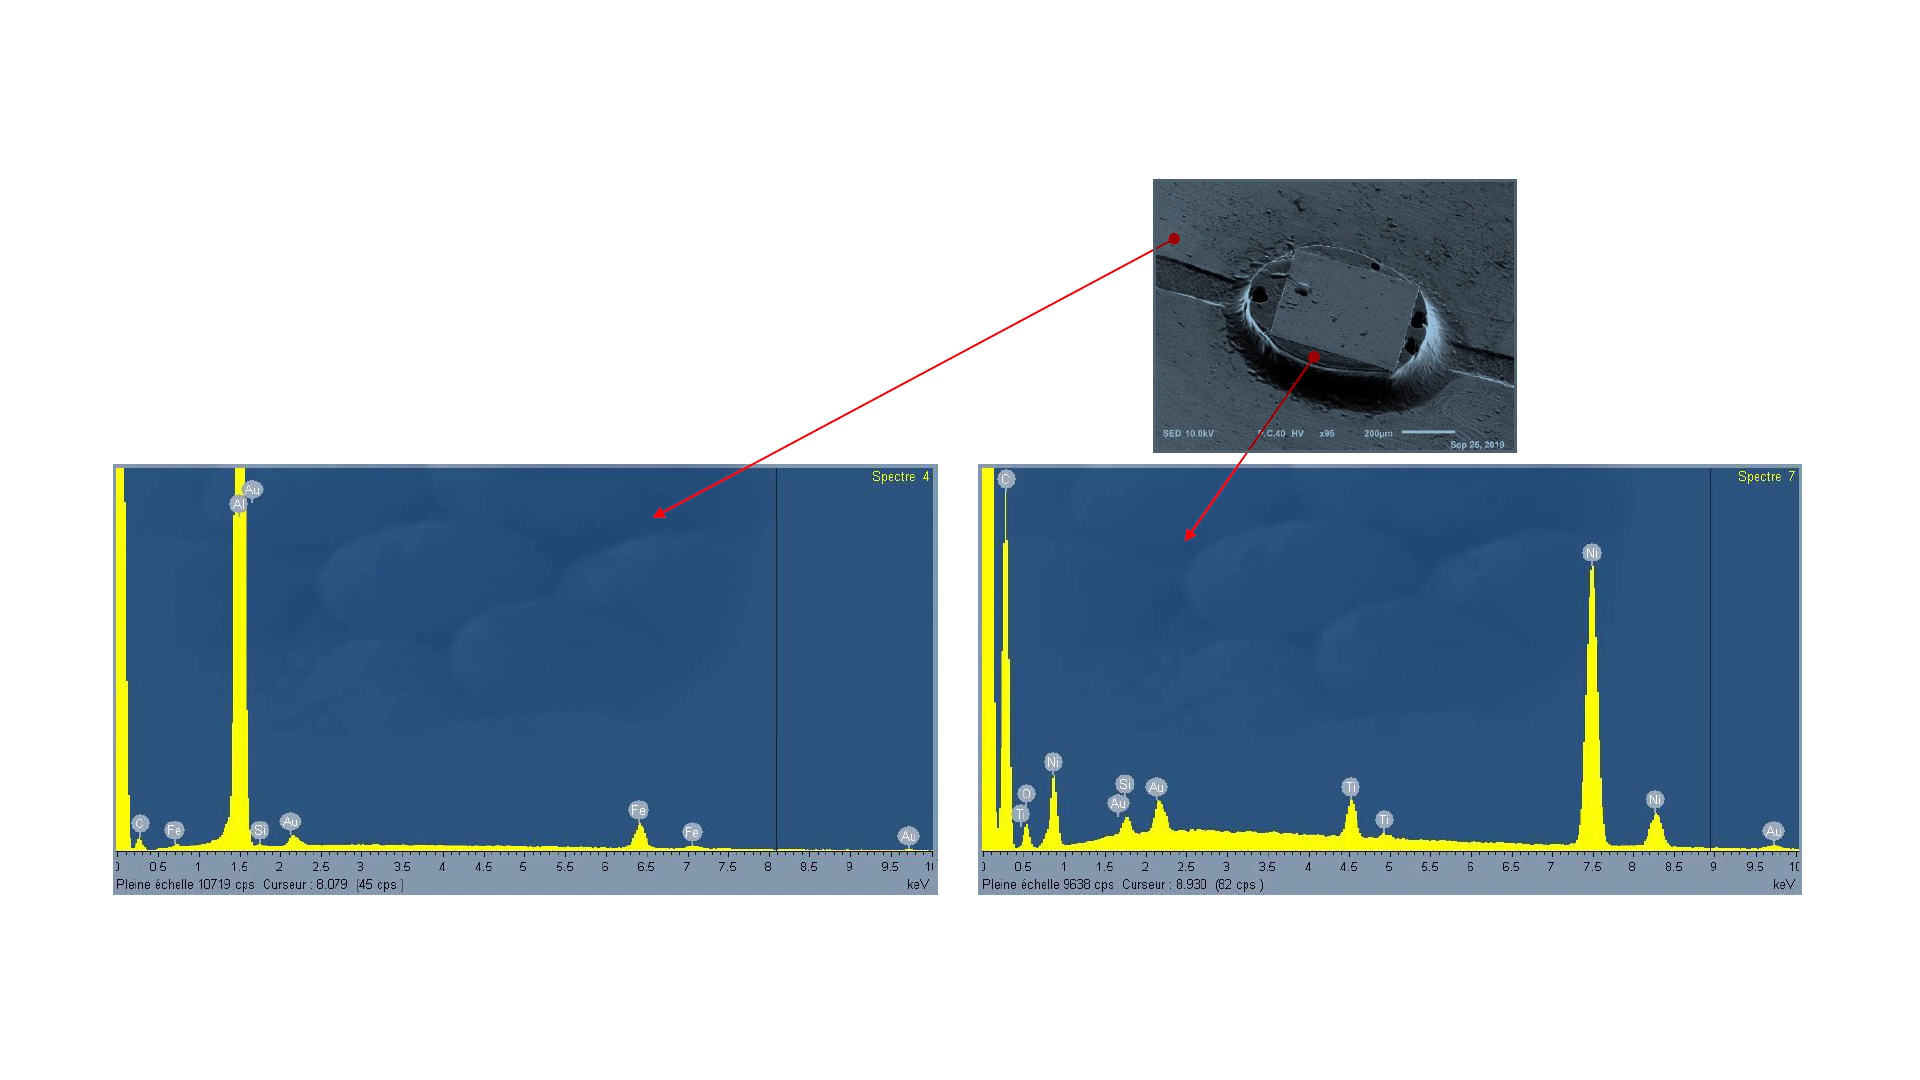 SED 10.0kV P.C.40 HV x95 200µm
Sep 25, 2019
Spectre 4
Au
Al
C
Fe
Si
Au
Fe
Fe
Au
0 0.5 1 1.5 2 2.5 3 3.5 4 4.5 5 5.5 6 6.5 7 7.5 8 8.5 9 9.5 10
Pleine échelle 10719 cps Curseur : 8.079 (45 cps ) keV
Spectre 7
C
Ni
Ni
Si
Au
Ti
O
Au
Ni
Ti
Ti
Au
0 0.5 1 1.5 2 2.5 3 3.5 4 4.5 5 5.5 6 6.5 7 7.5 8 8.5 9 9.5 10
Pleine échelle 9638 cps Curseur : 8.930 (62 cps ) keV